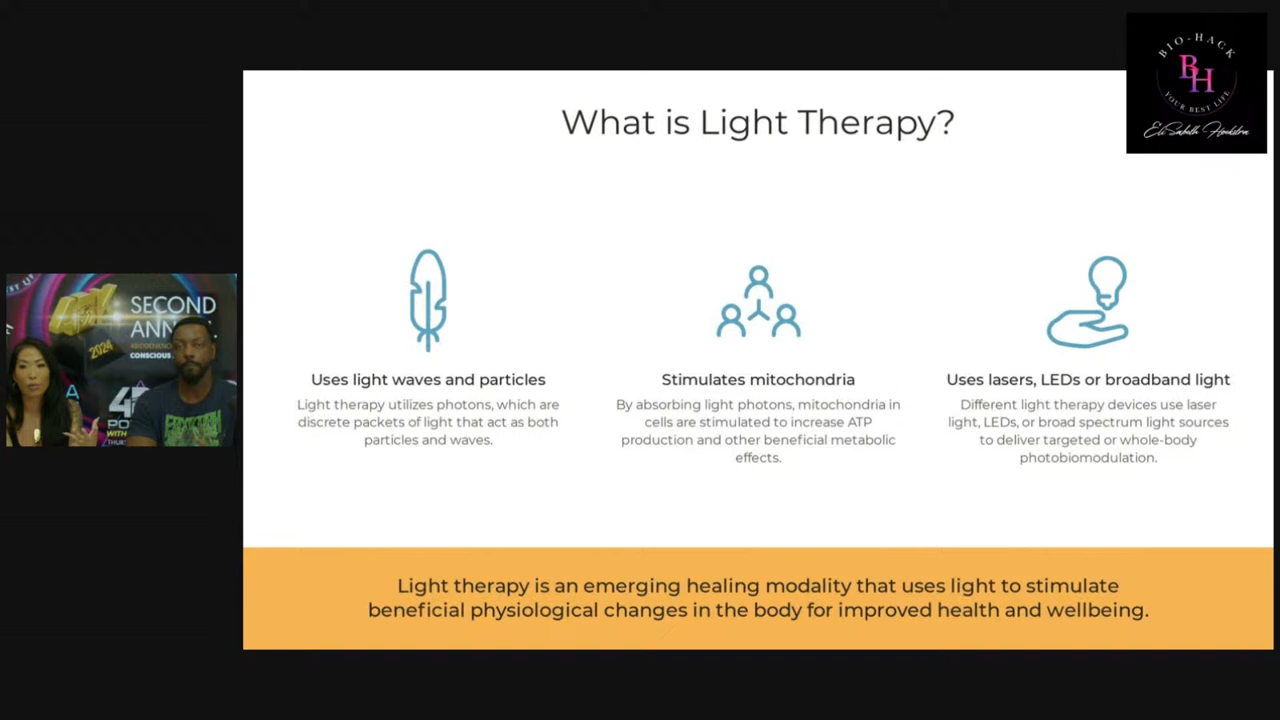 What is Light Therapy?
BIO-HACK
BH
YOUR BEST LIFE
Uses light waves and particles
Light therapy utilizes photons, which are
discrete packets of light that act as both
particles and waves.
Stimulates mitochondria
By absorbing light photons, mitochondria in
cells are stimulated to increase ATP
production and other beneficial metabolic
effects.
Uses lasers, LEDs or broadband light
Different light therapy devices use laser
light, LEDs, or broad spectrum light sources
to deliver targeted or whole-body
photobiomodulation.
SECOND
2024
CONSCIOUS
Light therapy is an emerging healing modality that uses light to stimulate
beneficial physiological changes in the body for improved health and wellbeing.